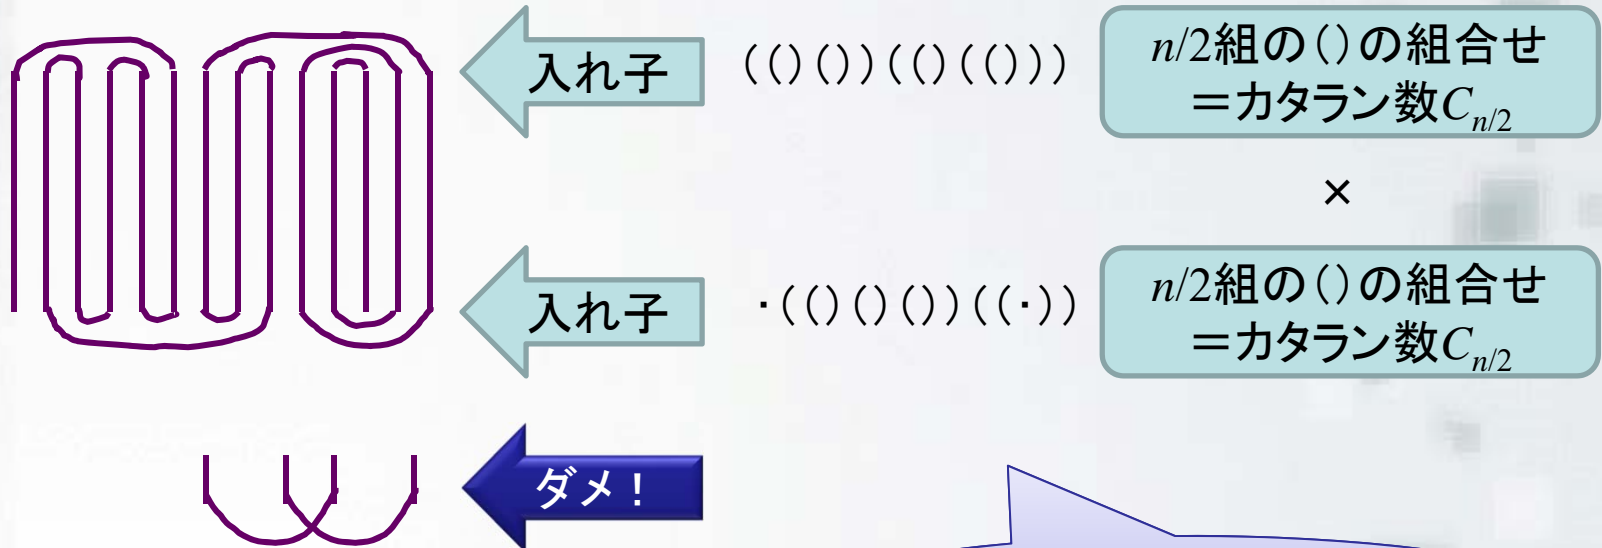 入れ子
(()())(()(()))
n/2組の()の組合せ
=カタラン数C_{n/2}
×
入れ子
・(()()())((・))
n/2組の()の組合せ
=カタラン数C_{n/2}
ダメ!